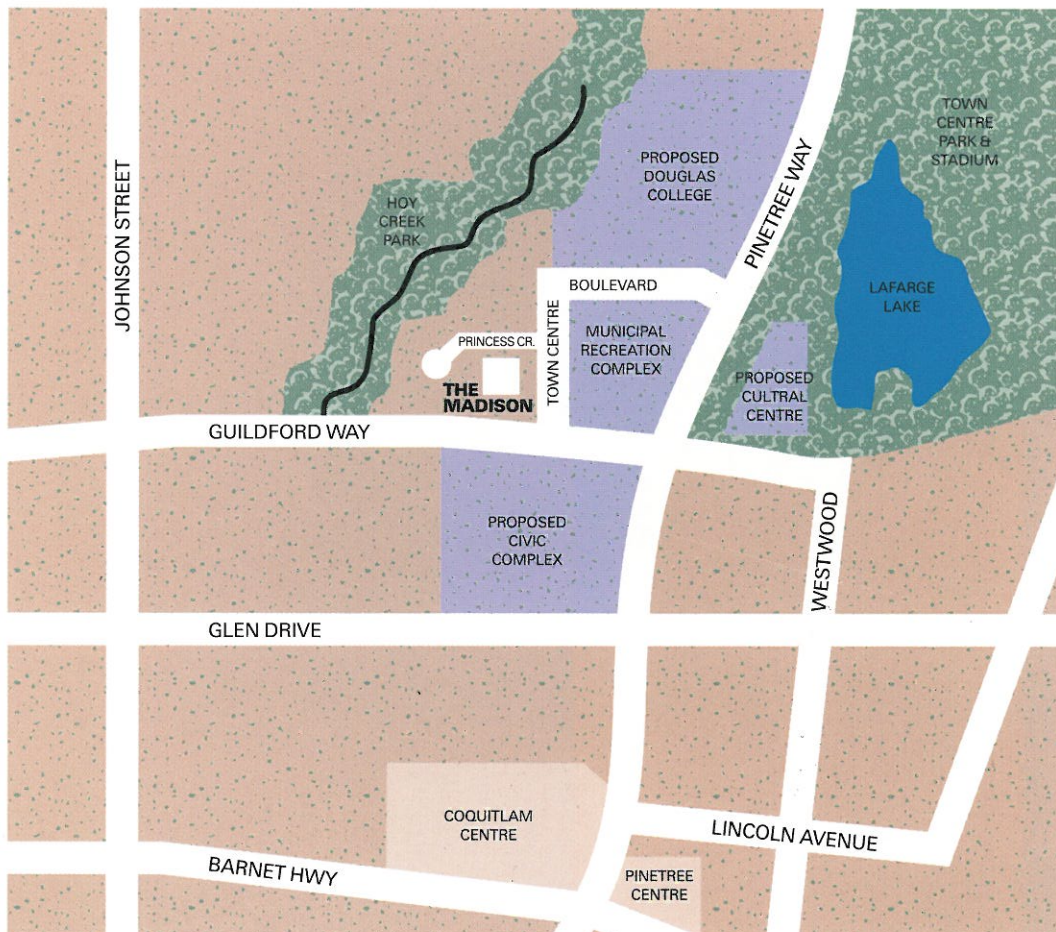 TOWN
CENTRE
PARK &
STADIUM
PROPOSED
DOUGLAS
COLLEGE
HOY
CREEK
PARK
PINETREE WAY
JOHNSON STREET
BOULEVARD
LAFARGE
LAKE
TOWN CENTRE
MUNICIPAL
RECREATION
COMPLEX
PRINCESS CR.
PROPOSED
CULTRAL
CENTRE
THE
MADISON
GUILDFORD WAY
PROPOSED
CIVIC
COMPLEX
WESTWOOD
GLEN DRIVE
COQUITLAM
CENTRE
LINCOLN AVENUE
BARNET HWY
PINETREE
CENTRE